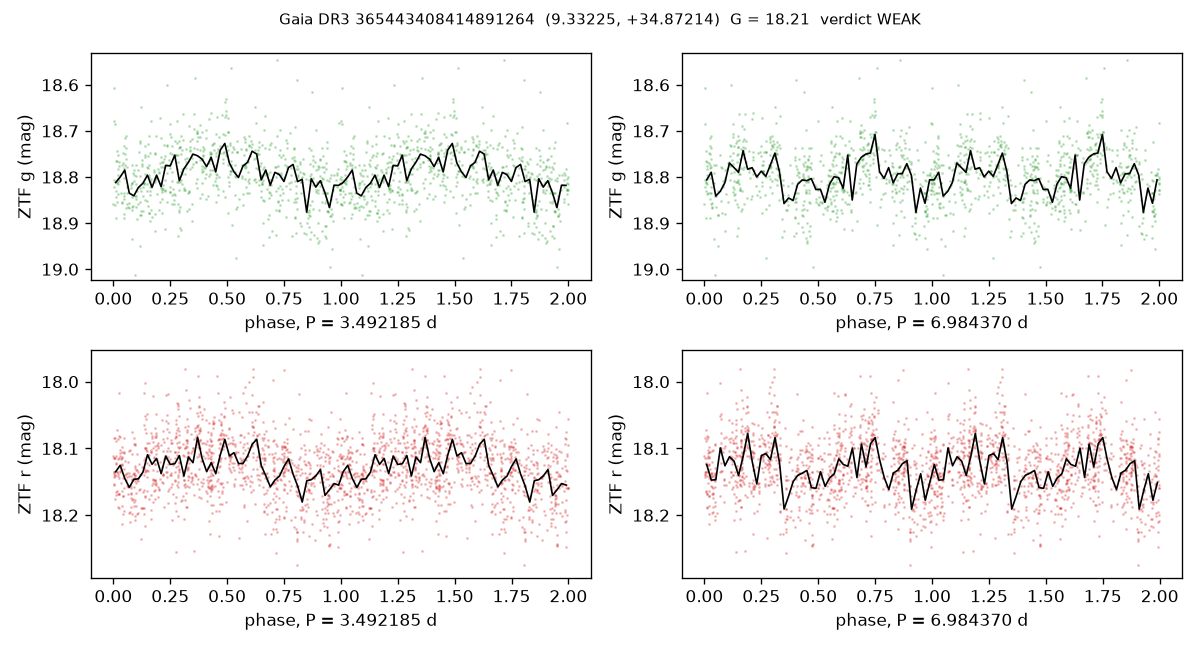 Gaia DR3 365443408414891264 (9.33225, +34.87214) G = 18.21 verdict WEAK
ZTF g (mag)
18.6
18.7
18.8
18.9
19.0
0.00 0.25 0.50 0.75 1.00 1.25 1.50 1.75 2.00
phase, P = 3.492185 d
ZTF g (mag)
18.6
18.7
18.8
18.9
19.0
0.00 0.25 0.50 0.75 1.00 1.25 1.50 1.75 2.00
phase, P = 6.984370 d
ZTF r (mag)
18.0
18.1
18.2
0.00 0.25 0.50 0.75 1.00 1.25 1.50 1.75 2.00
phase, P = 3.492185 d
ZTF r (mag)
18.0
18.1
18.2
0.00 0.25 0.50 0.75 1.00 1.25 1.50 1.75 2.00
phase, P = 6.984370 d